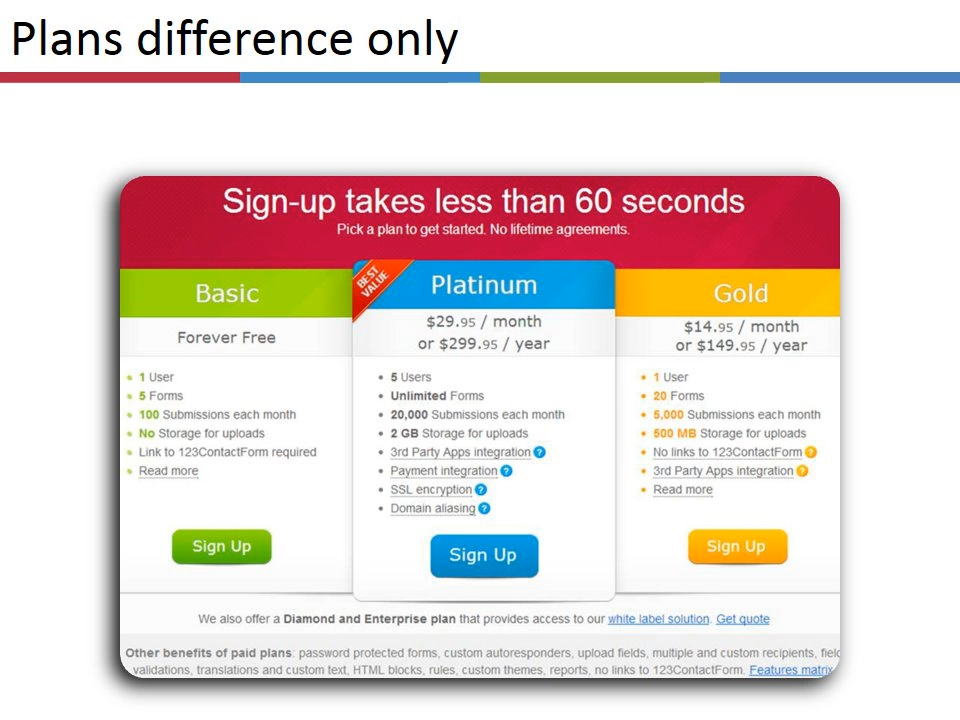 Plans difference only
Sign-up takes less than 60 seconds
Pick a plan to get started. No lifetime agreements.
Basic
Forever Free
1 User
5 Forms
100 Submissions each month
No Storage for uploads
Link to 123ContactForm required
Read more
Sign Up
BEST
VALUE
Platinum
$29.95 / month
or $299.95 / year
5 Users
Unlimited Forms
20,000 Submissions each month
2 GB Storage for uploads
3rd Party Apps integration ?
Payment integration ?
SSL encryption ?
Domain aliasing ?
Sign Up
Gold
$14.95 / month
or $149.95 / year
1 User
20 Forms
5,000 Submissions each month
500 MB Storage for uploads
No links to 123ContactForm ?
3rd Party Apps integration ?
Read more
Sign Up
We also offer a Diamond and Enterprise plan that provides access to our white label solution. Get quote
Other benefits of paid plans: password protected forms, custom autoresponders, upload fields, multiple and custom recipients, field
validations, translations and custom text, HTML blocks, rules, custom themes, reports, no links to 123ContactForm. Features matrix